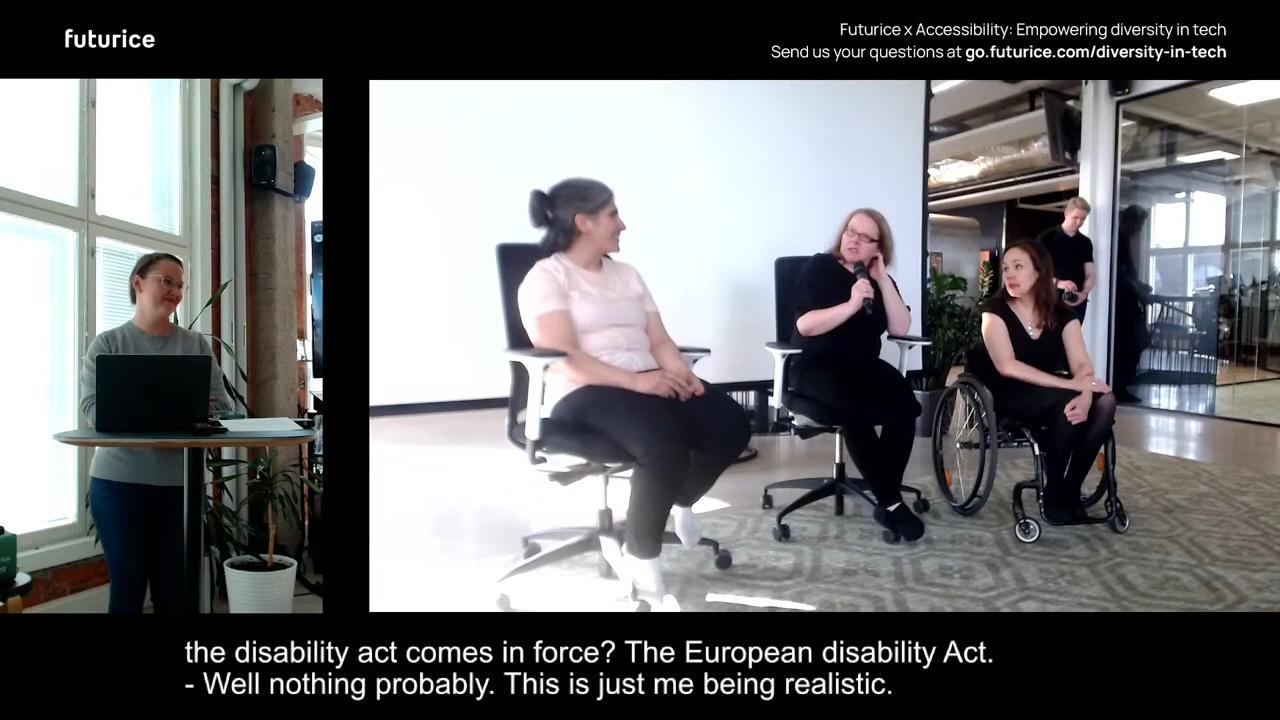 futurice
Futurice x Accessibility: Empowering diversity in tech
Send us your questions at go.futurice.com/diversity-in-tech
the disability act comes in force? The European disability Act.
- Well nothing probably. This is just me being realistic.